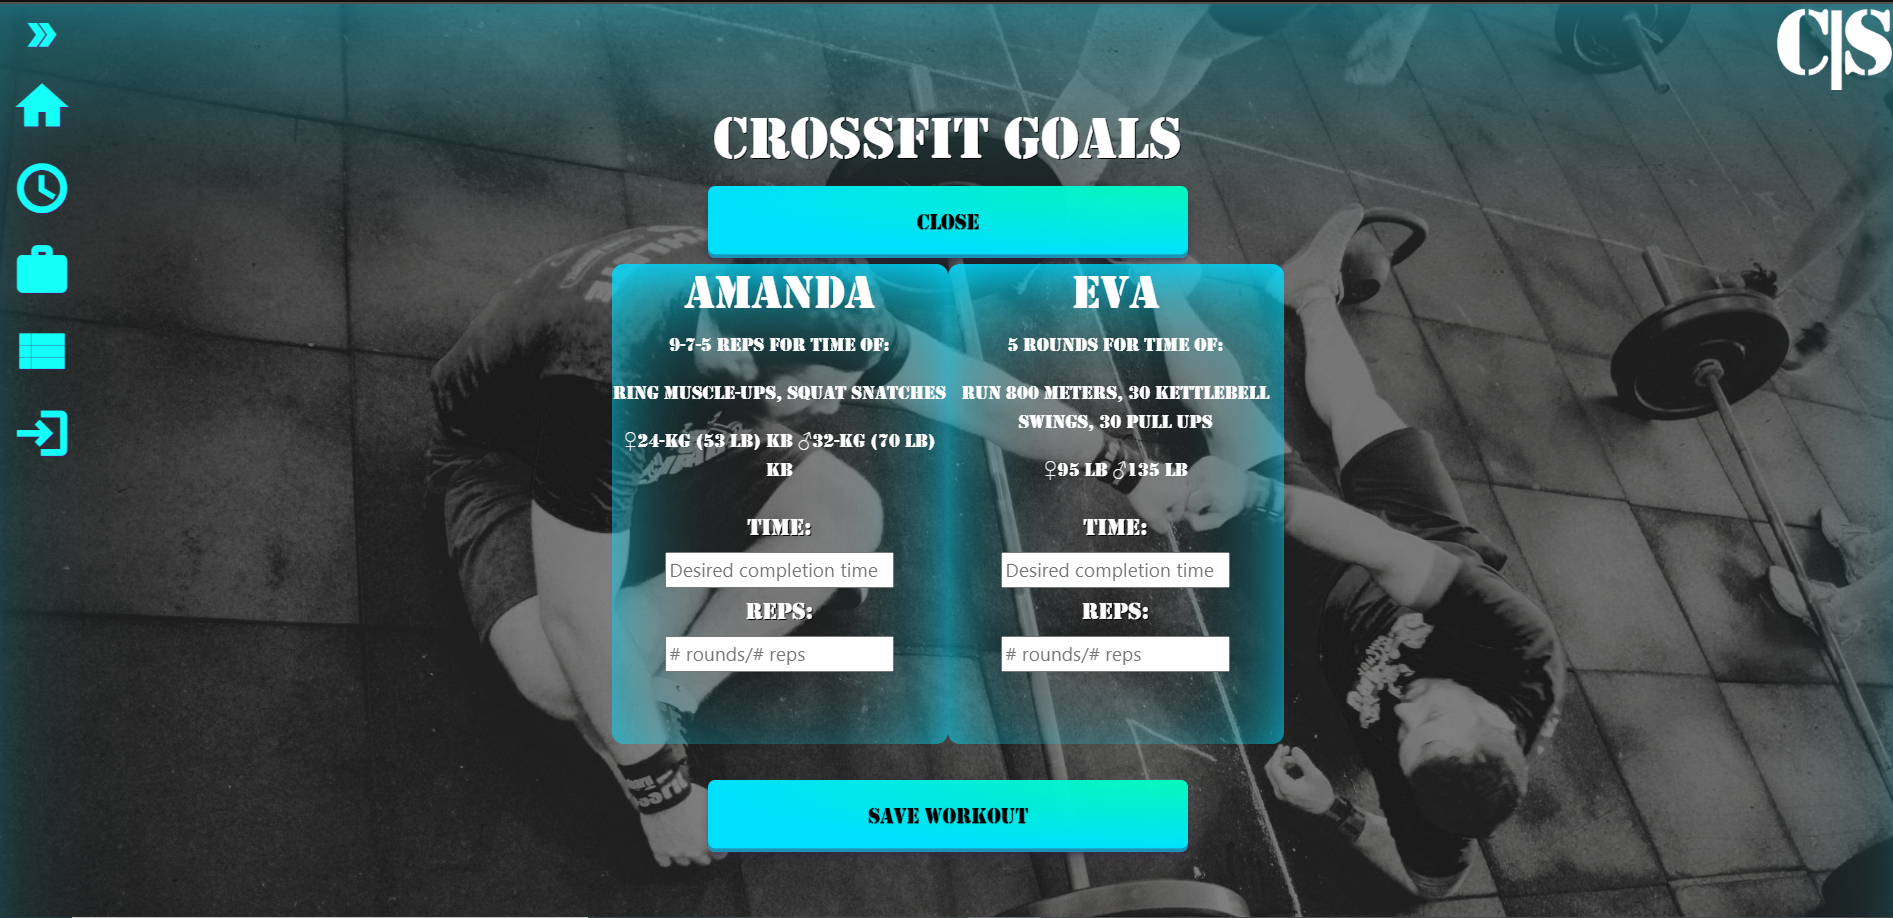 C|S
CROSSFIT GOALS
CLOSE
AMANDA
9-7-5 REPS FOR TIME OF:
RING MUSCLE-UPS, SQUAT SNATCHES
♀24-KG (53 LB) KB ♂32-KG (70 LB)
KB
TIME:
Desired completion time
REPS:
# rounds/# reps
EVA
5 ROUNDS FOR TIME OF:
RUN 800 METERS, 30 KETTLEBELL
SWINGS, 30 PULL UPS
♀95 LB ♂135 LB
TIME:
Desired completion time
REPS:
# rounds/# reps
SAVE WORKOUT